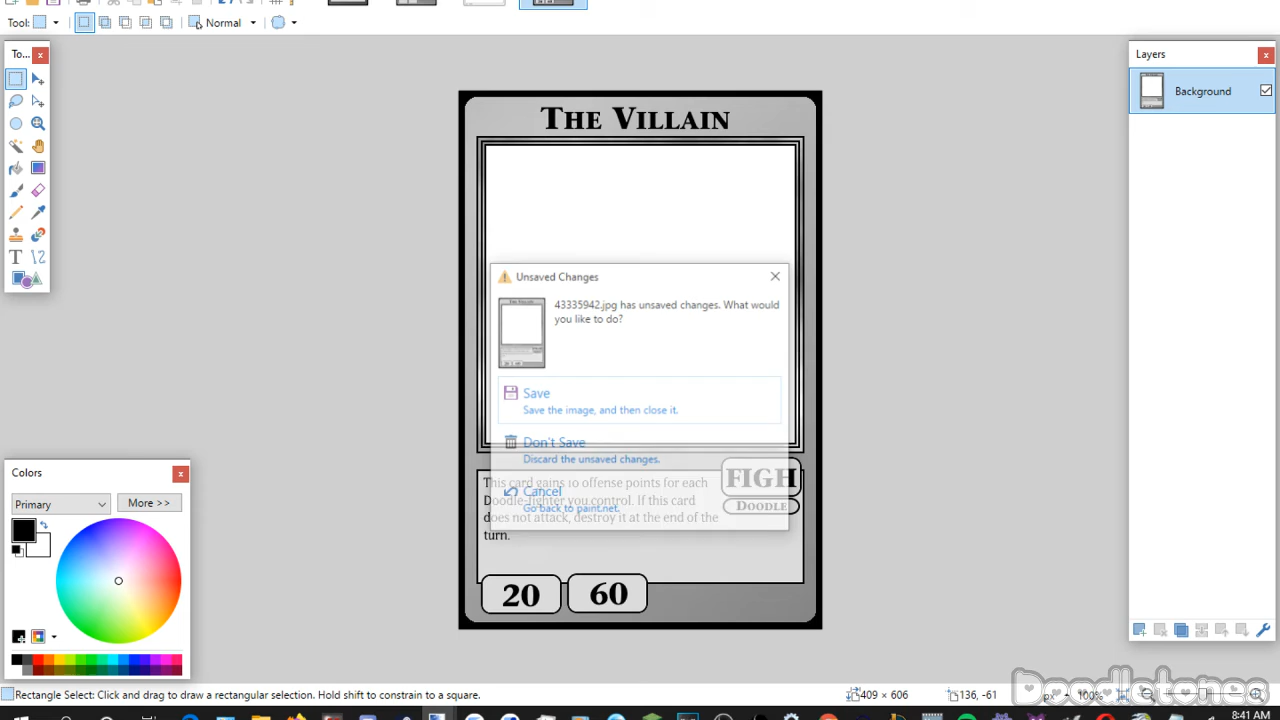 Tool:
Normal
To...
Layers
Background
The Villain
Unsaved Changes
43335942.jpg has unsaved changes. What would
you like to do?
Save
Save the image, and then close it.
Don't Save
Discard the unsaved changes.
Cancel
Go back to paint.net.
This card gains 10 offense points for each
Doodle-fighter you control. If this card
does not attack, destroy it at the end of the
turn.
FIGH
Doodle
20
60
Colors
Primary
More >>
Rectangle Select: Click and drag to draw a rectangular selection. Hold shift to constrain to a square.
409 × 606
136, -61
px
100%
Doodletones
8:41 AM